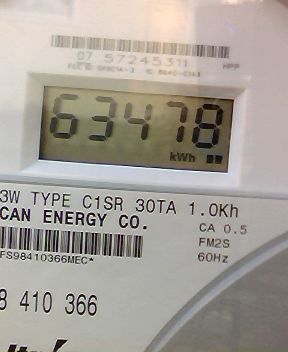 07 57245311
HPP
63478
kWh
3W TYPE C1SR 30TA 1.0Kh
CAN ENERGY CO.
CA 0.5
FM2S
60Hz
FS98410366MEC*
8 410 366